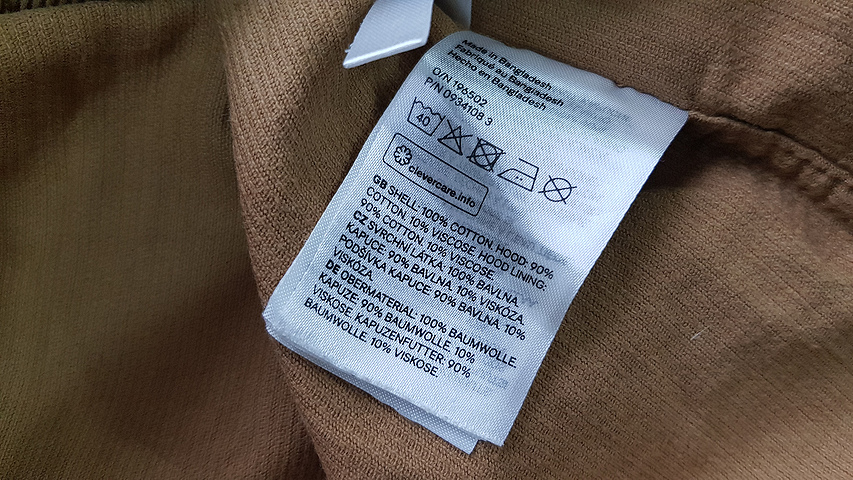 Made in Bangladesh
Fabriqué au Bangladesh
Hecho en Bangladesh
O/N 196502
P/N 0934108 3
40
clevercare.info
GB SHELL: 100% COTTON. HOOD: 90%
COTTON. 10% VISCOSE. HOOD LINING:
90% COTTON. 10% VISCOSE.
CZ SVRCHNÍ LÁTKA. 100% BAVLNA.
KAPUCE: 90% BAVLNA. 10% VISKÓZA.
PODŠÍVKA KAPUCE: 90% BAVLNA. 10%
VISKÓZA.
DE OBERMATERIAL: 100% BAUMWOLLE.
KAPUZE: 90% BAUMWOLLE. 10%
VISKOSE. KAPUZENFUTTER: 90%
BAUMWOLLE. 10% VISKOSE.